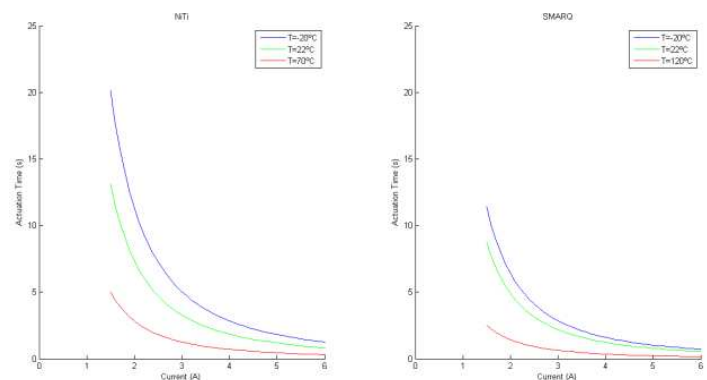 NiTi
T=-20ºC
T=22ºC
T=70ºC
25
20
15
10
5
0
Actuation Time (s)
0 1 2 3 4 5 6
Current (A)
SMARQ
T=-20ºC
T=22ºC
T=120ºC
25
20
15
10
5
0
Actuation Time (s)
0 1 2 3 4 5 6
Current (A)